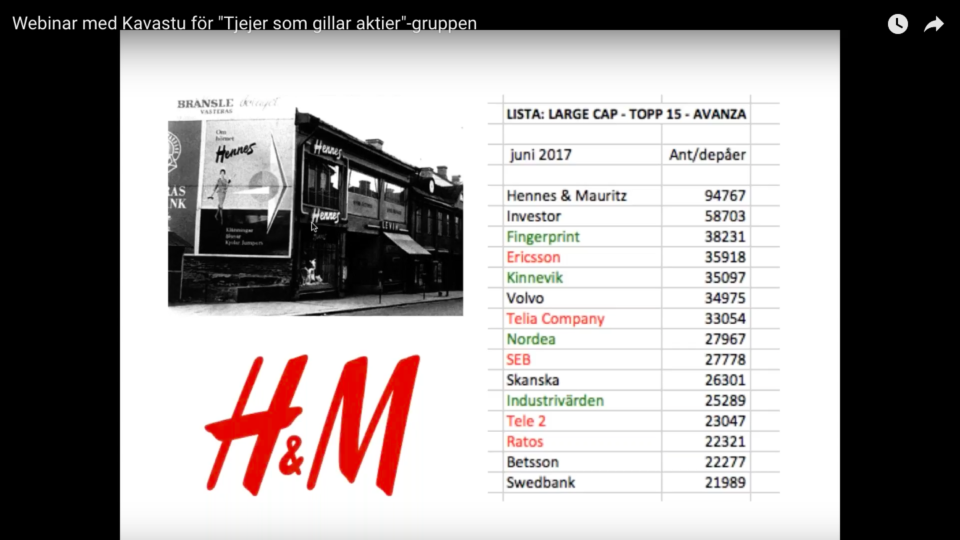 Webinar med Kavastu för "Tjejer som gillar aktier"-gruppen
BRANSLE
VÄSTERÅS
Hennes
Hennes
Hennes
H&M
LISTA: LARGE CAP - TOPP 15 - AVANZA
juni 2017 Ant/depåer
Hennes & Mauritz 94767
Investor 58703
Fingerprint 38231
Ericsson 35918
Kinnevik 35097
Volvo 34975
Telia Company 33054
Nordea 27967
SEB 27778
Skanska 26301
Industrivärden 25289
Tele 2 23047
Ratos 22321
Betsson 22277
Swedbank 21989